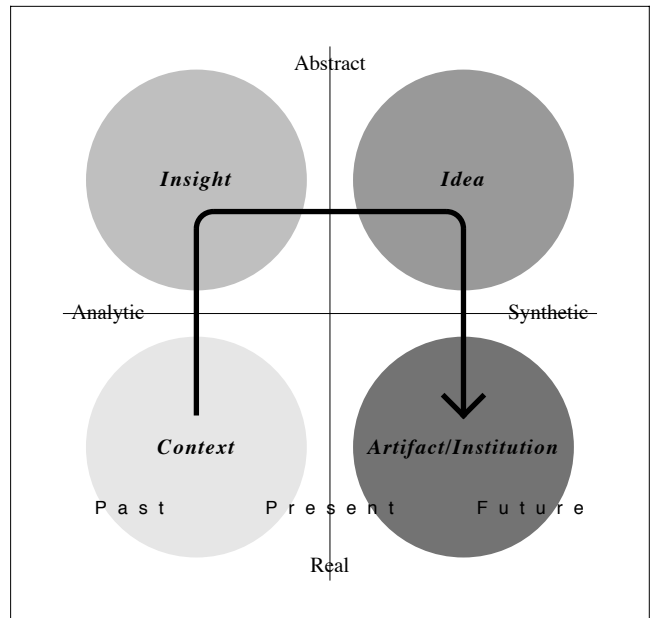 Abstract
Insight Idea
Analytic Synthetic
Context Artifact/Institution
Past Present Future
Real